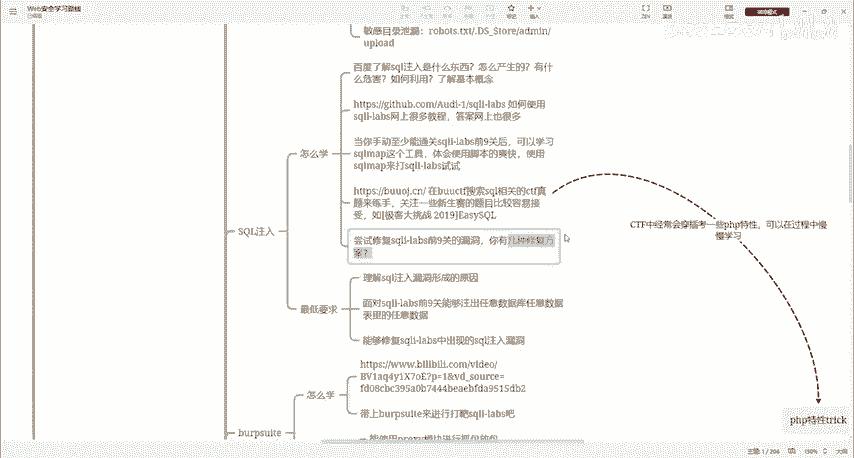 Web安全学习路线
敏感目录泄漏：robots.txt/.DS_Store/admin/
upload
百度了解sql注入是什么东西？怎么产生的？有什
么危害？如何利用？了解基本概念
https://github.com/Audi-1/sqli-labs 如何使用
sqli-labs网上很多教程，答案网上也很多
怎么学
当你手动至少能通关sqli-labs前9关后，可以学习
sqlmap这个工具，体会使用脚本的爽快，使用
sqlmap来打sqli-labs试试
https://buuoj.cn/ 在buuctf搜索sql相关的ctf真
题来练手，关注一些新生赛的题目比较容易接
受，如[极客大挑战 2019]EasySQL
CTF中经常会穿插考一些php特性，可以在过程中慢
慢学习
SQL注入
尝试修复sqli-labs前9关的漏洞，你有几种修复方
案？
理解sql注入漏洞形成的原因
最低要求
面对sqli-labs前9关能够注出任意数据库任意数据
表里的任意数据
能够修复sqli-labs中出现的sql注入漏洞
https://www.bilibili.com/video/
BV1aq4y1X7oE?p=1&vd_source=
fd08cbc395a0b7444beaebfda9515db2
怎么学
带上burpsuite来进行打靶sqli-labs吧
php特性trick
burpsuite
150%
大纲